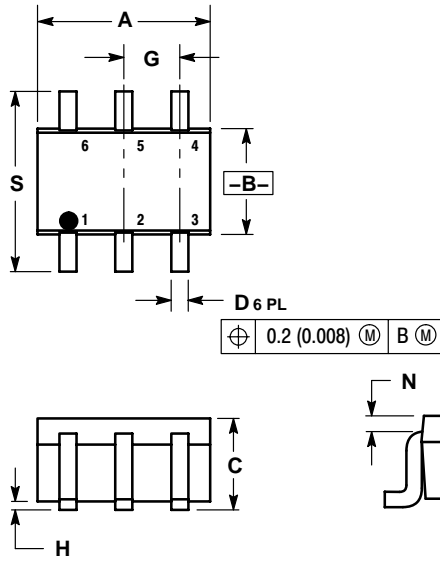 A
G
6 5 4
S
–B–
1 2 3
D 6 PL
⌖ 0.2 (0.008) Ⓜ B Ⓜ
N
C
H